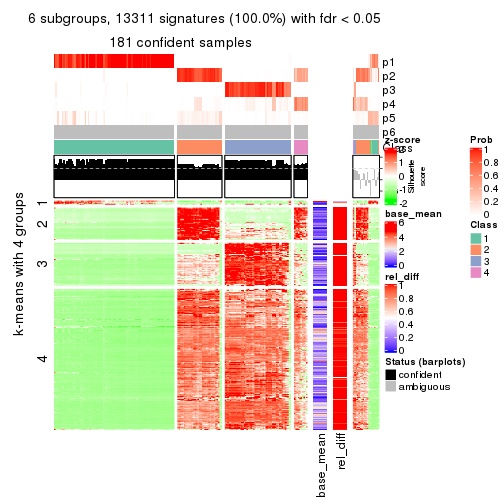 6 subgroups, 13311 signatures (100.0%) with fdr < 0.05
181 confident samples
p1
p2
p3
p4
p5
p6
Class
Silhouette
score
k-means with 4 groups
1
2
3
4
base_mean
rel_diff
z-score
2
1
0
-1
-2
base_mean
6
4
2
0
rel_diff
1
0.8
0.6
0.4
0.2
0
Status (barplots)
confident
ambiguous
Prob
1
0.8
0.6
0.4
0.2
0
Class
1
2
3
4